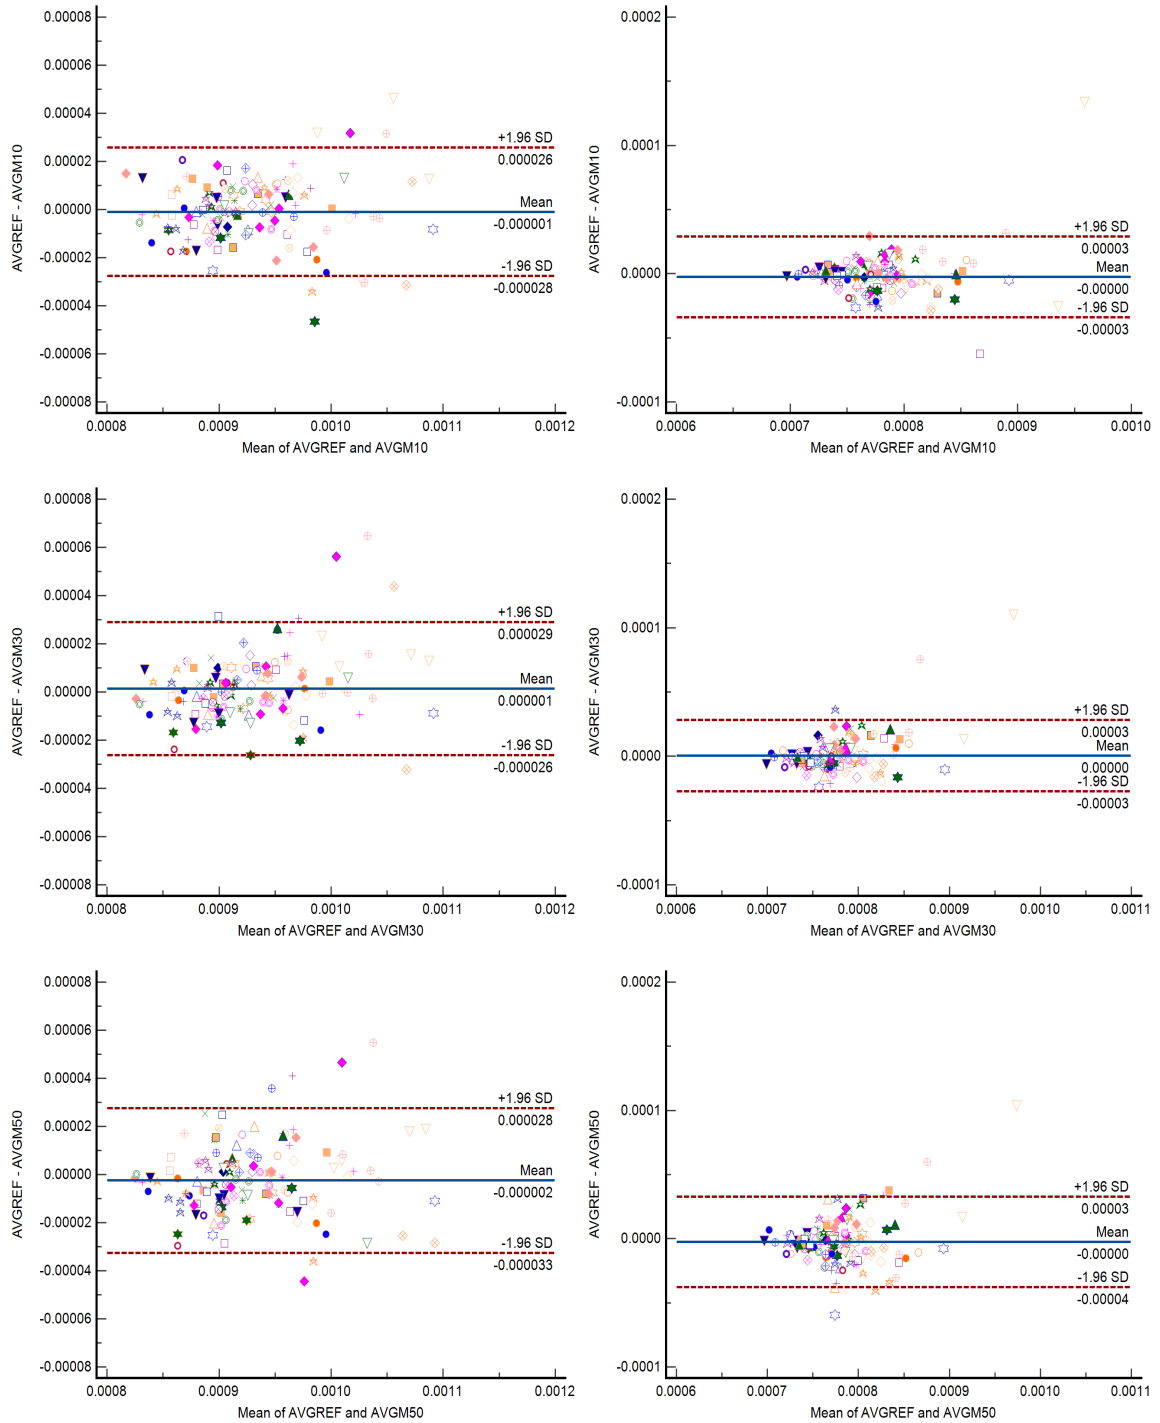 0.00008
0.00006
0.00004
0.00002
0.00000
-0.00002
-0.00004
-0.00006
-0.00008
AVGREF - AVGM10
+1.96 SD
0.000026
Mean
-0.000001
-1.96 SD
-0.000028
0.0008 0.0009 0.0010 0.0011 0.0012
Mean of AVGREF and AVGM10
0.0002
0.0001
0.0000
-0.0001
AVGREF - AVGM10
+1.96 SD
0.00003
Mean
-0.00000
-1.96 SD
-0.00003
0.0006 0.0007 0.0008 0.0009 0.0010
Mean of AVGREF and AVGM10
0.00008
0.00006
0.00004
0.00002
0.00000
-0.00002
-0.00004
-0.00006
-0.00008
AVGREF - AVGM30
+1.96 SD
0.000029
Mean
0.000001
-1.96 SD
-0.000026
0.0008 0.0009 0.0010 0.0011 0.0012
Mean of AVGREF and AVGM30
0.0002
0.0001
0.0000
-0.0001
AVGREF - AVGM30
+1.96 SD
0.00003
Mean
0.00000
-1.96 SD
-0.00003
0.0006 0.0007 0.0008 0.0009 0.0010 0.0011
Mean of AVGREF and AVGM30
0.00008
0.00006
0.00004
0.00002
0.00000
-0.00002
-0.00004
-0.00006
-0.00008
AVGREF - AVGM50
+1.96 SD
0.000028
Mean
-0.000002
-1.96 SD
-0.000033
0.0008 0.0009 0.0010 0.0011 0.0012
Mean of AVGREF and AVGM50
0.0002
0.0001
0.0000
-0.0001
AVGREF - AVGM50
+1.96 SD
0.00003
Mean
-0.00000
-1.96 SD
-0.00004
0.0006 0.0007 0.0008 0.0009 0.0010 0.0011
Mean of AVGREF and AVGM50